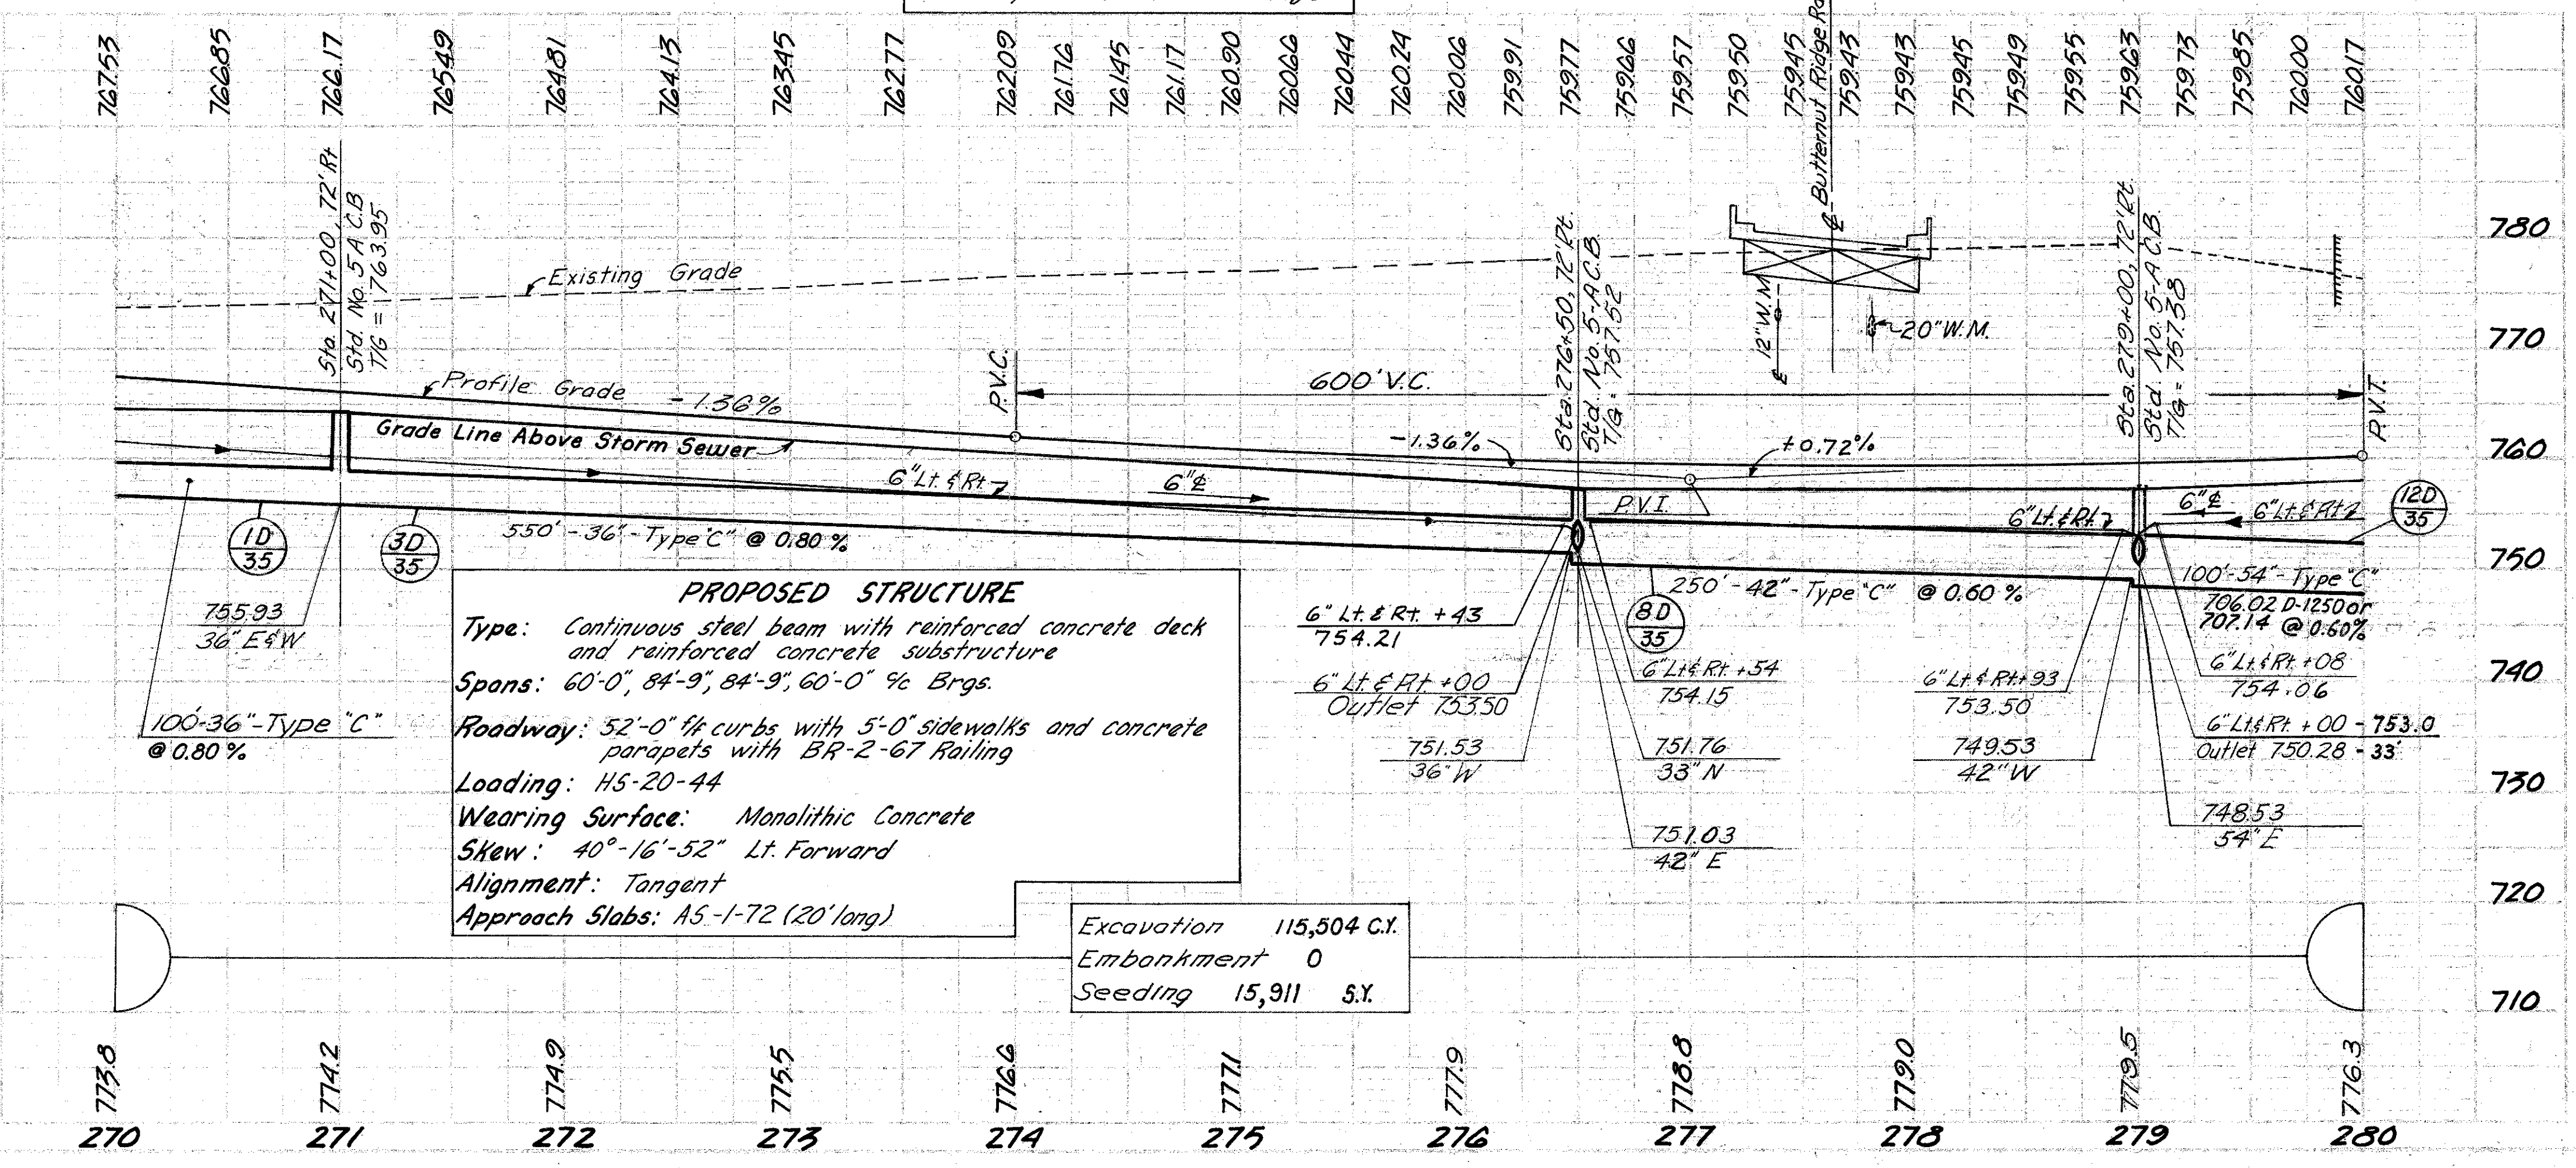 767.53
766.85
766.17
765.49
764.81
764.13
763.45
762.77
762.09
761.76
761.45
761.17
760.90
760.66
760.44
760.24
760.06
759.91
759.77
759.66
759.57
759.50
759.45
759.43
759.43
759.45
759.49
759.55
759.63
759.73
759.85
760.00
760.17
℄ Butternut Ridge
Sta. 271+00, 72' Rt
Std. No. 5 A C.B
T/G = 763.95
Existing Grade
Profile Grade - 1.36%
Grade Line Above Storm Sewer
P.V.C.
600' V.C.
P.V.T.
Sta. 276+50, 72' Rt.
Std. No. 5-A C.B.
T/G = 757.52
12" W.M.
℄
20" W.M.
Sta. 279+00, 72' Rt.
Std. No. 5-A C.B.
T/G = 757.38
780
770
760
750
740
730
720
710
-1.36%
+0.72%
P.V.I.
6" Lt. & Rt.
6" ℄
6" Lt. & Rt.
6" ℄
6" Lt. & Rt.
1D
35
3D
35
8D
35
12D
35
550' - 36" - Type "C" @ 0.80 %
250' - 42" - Type "C" @ 0.60 %
100'-54"- Type "C"
706.02 D-1250 or
707.14 @ 0.60%
755.93
36" E&W
100'-36"-Type "C"
@ 0.80 %
PROPOSED STRUCTURE
Type: Continuous steel beam with reinforced concrete deck
and reinforced concrete substructure
Spans: 60'-0", 84'-9", 84'-9", 60'-0" c/c Brgs.
Roadway: 52'-0" f/f curbs with 5'-0" sidewalks and concrete
parapets with BR-2-67 Railing
Loading: HS-20-44
Wearing Surface: Monolithic Concrete
Skew: 40°-16'-52" Lt. Forward
Alignment: Tangent
Approach Slabs: AS-1-72 (20' long)
6" Lt. & Rt. +43
754.21
6" Lt. & Rt. +00
Outlet 753.50
751.53
36" W
6" Lt. & Rt. +54
754.15
751.76
33" N
751.03
42" E
6" Lt. & Rt. +93
753.50
749.53
42" W
6" Lt. & Rt. +08
754.06
6" Lt. & Rt. +00 - 753.0
Outlet 750.28 - 33'
748.53
54" E
Excavation 115,504 C.Y.
Embankment 0
Seeding 15,911 S.Y.
773.8
774.2
774.9
775.5
776.6
777.1
777.9
778.8
779.0
779.5
776.3
270
271
272
273
274
275
276
277
278
279
280